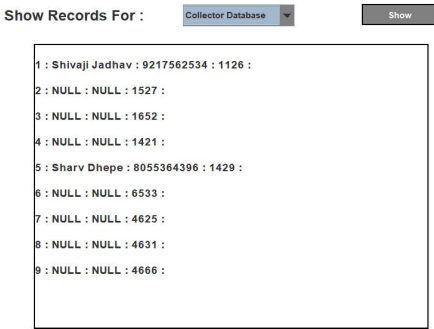 Show Records For : Collector Database Show
1 : Shivaji Jadhav : 9217562534 : 1126 :
2 : NULL : NULL : 1527 :
3 : NULL : NULL : 1652 :
4 : NULL : NULL : 1421 :
5 : Sharv Dhepe : 8055364396 : 1429 :
6 : NULL : NULL : 6533 :
7 : NULL : NULL : 4625 :
8 : NULL : NULL : 4631 :
9 : NULL : NULL : 4666 :